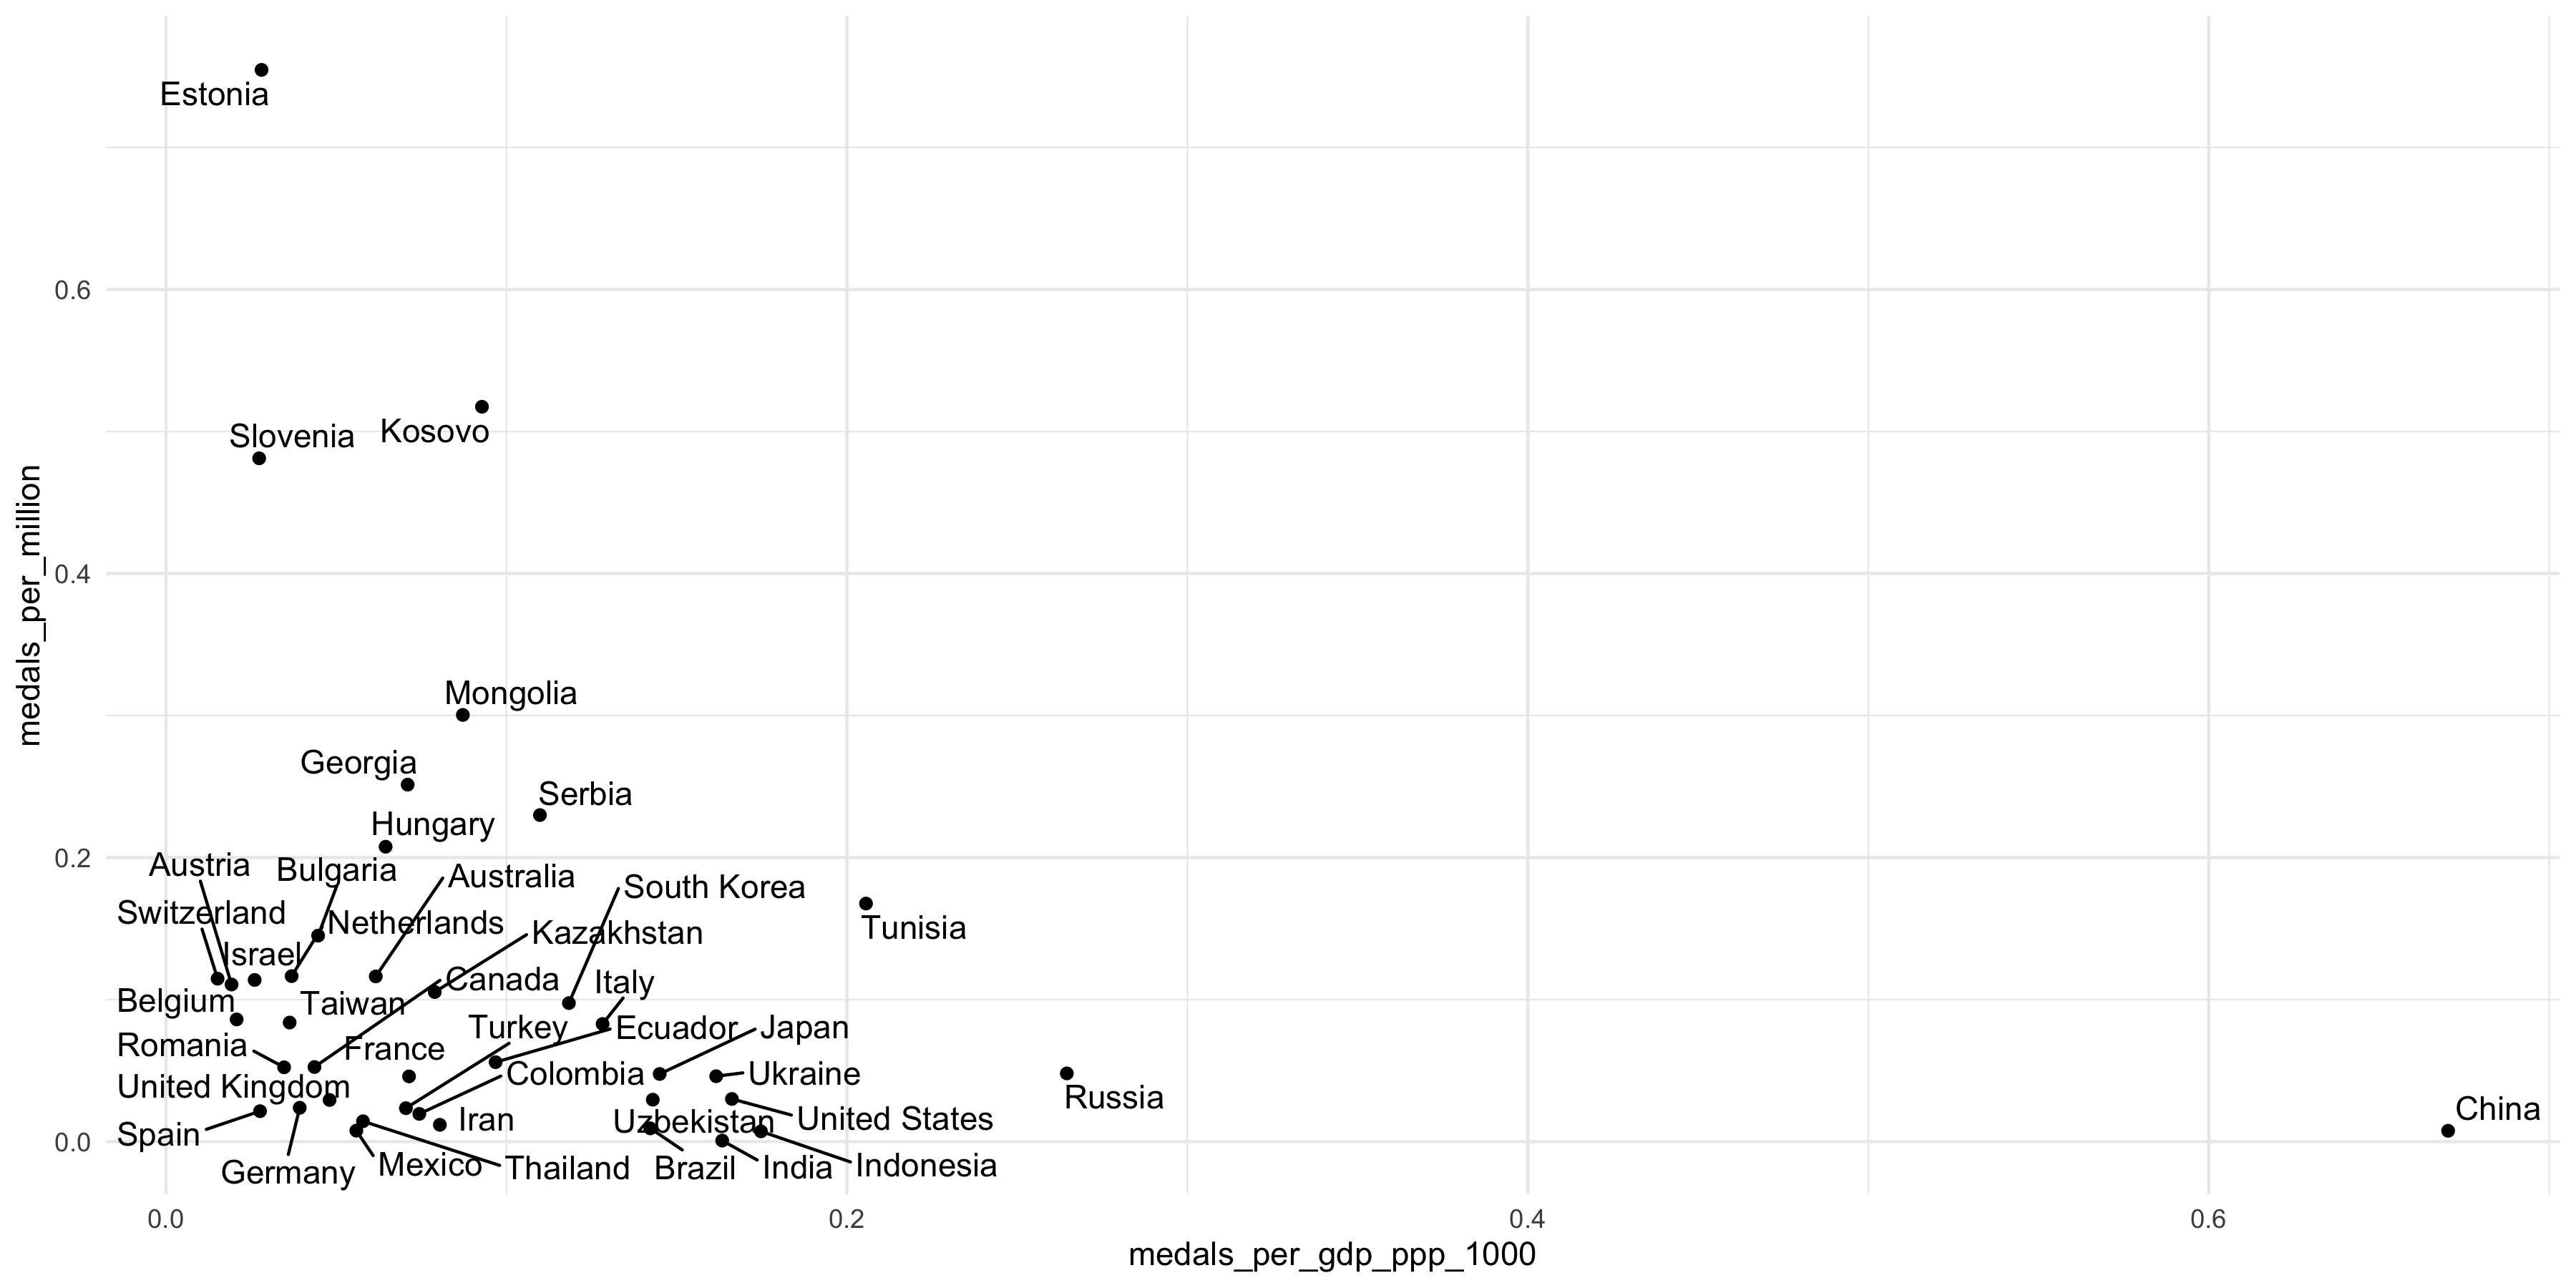 Estonia
0.6
Kosovo
Slovenia
medals_per_million
0.4
Mongolia
Georgia
Serbia
Hungary
0.2
Austria
Bulgaria
Australia
South Korea
Switzerland
Netherlands
Kazakhstan
Tunisia
Israel
Canada
Italy
Belgium
Taiwan
Turkey
Ecuador
Japan
Romania
France
Colombia
Ukraine
United Kingdom
Russia
China
Iran
Uzbekistan
United States
Spain
0.0
Germany
Mexico
Thailand
Brazil
India
Indonesia
0.0
0.2
0.4
0.6
medals_per_gdp_ppp_1000